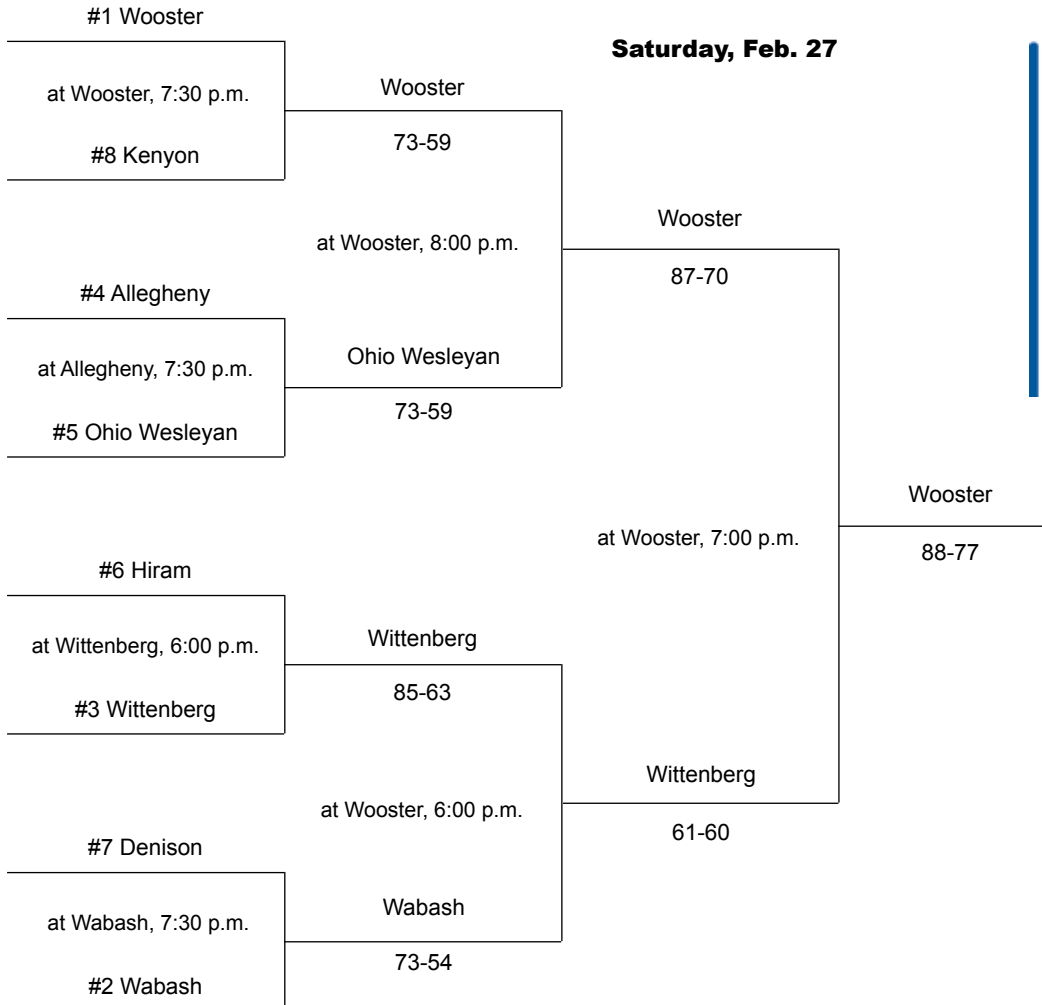 #1 Wooster
Saturday, Feb. 27
at Wooster, 7:30 p.m.
Wooster
73-59
#8 Kenyon
Wooster
at Wooster, 8:00 p.m.
87-70
#4 Allegheny
at Allegheny, 7:30 p.m.
Ohio Wesleyan
73-59
#5 Ohio Wesleyan
Wooster
at Wooster, 7:00 p.m.
88-77
#6 Hiram
at Wittenberg, 6:00 p.m.
Wittenberg
85-63
#3 Wittenberg
Wittenberg
at Wooster, 6:00 p.m.
61-60
#7 Denison
at Wabash, 7:30 p.m.
Wabash
73-54
#2 Wabash